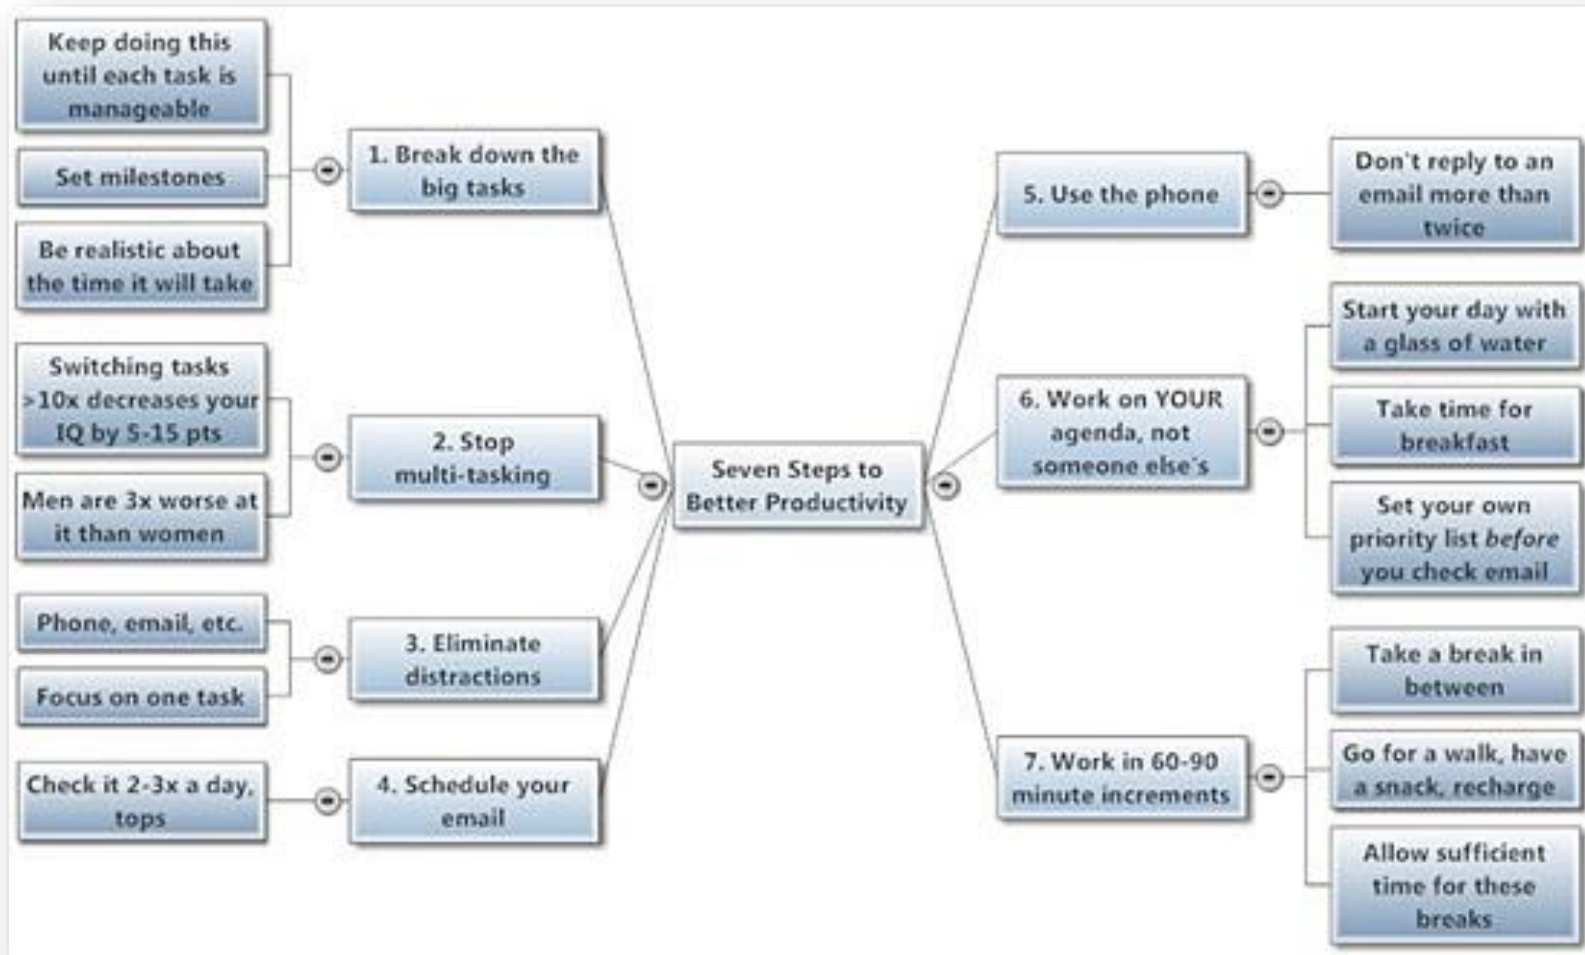 Keep doing this
until each task is
manageable
Set milestones
Be realistic about
the time it will take
1. Break down the
big tasks
Switching tasks
>10x decreases your
IQ by 5-15 pts
Men are 3x worse at
it than women
2. Stop
multi-tasking
Phone, email, etc.
Focus on one task
3. Eliminate
distractions
Check it 2-3x a day,
tops
4. Schedule your
email
Seven Steps to
Better Productivity
5. Use the phone
Don't reply to an
email more than
twice
6. Work on YOUR
agenda, not
someone else's
Start your day with
a glass of water
Take time for
breakfast
Set your own
priority list before
you check email
7. Work in 60-90
minute increments
Take a break in
between
Go for a walk, have
a snack, recharge
Allow sufficient
time for these
breaks